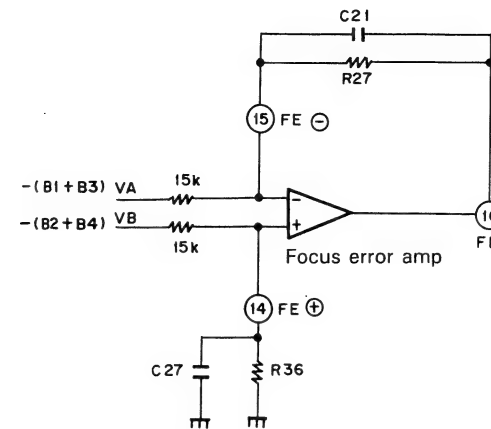 C21
R27
15 FE ⊖
-(B1+B3) VA 15k
-(B2+B4) VB 15k
- +
Focus error amp
14 FE ⊕
C27 R36